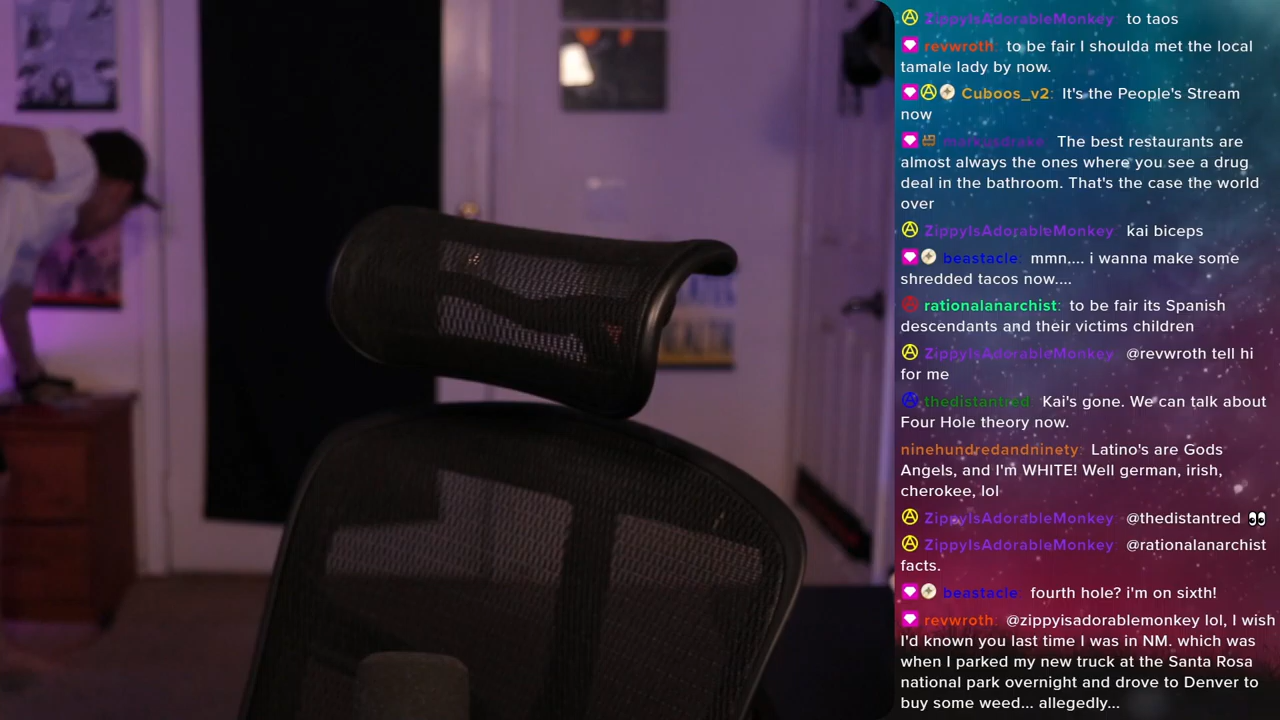 ZippyIsAdorableMonkey: to taos
revwroth: to be fair I shoulda met the local
tamale lady by now.
Cuboos_v2: It's the People's Stream
now
markusdrake: The best restaurants are
almost always the ones where you see a drug
deal in the bathroom. That's the case the world
over
ZippyIsAdorableMonkey: kai biceps
beastacle: mmn.... i wanna make some
shredded tacos now....
rationalanarchist: to be fair its Spanish
descendants and their victims children
ZippyIsAdorableMonkey: @revwroth tell hi
for me
thedistantred: Kai's gone. We can talk about
Four Hole theory now.
ninehundredandninety: Latino's are Gods
Angels, and I'm WHITE! Well german, irish,
cherokee, lol
ZippyIsAdorableMonkey: @thedistantred 👀
ZippyIsAdorableMonkey: @rationalanarchist
facts.
beastacle: fourth hole? i'm on sixth!
revwroth: @zippyisadorablemonkey lol, I wish
I'd known you last time I was in NM. which was
when I parked my new truck at the Santa Rosa
national park overnight and drove to Denver to
buy some weed... allegedly...